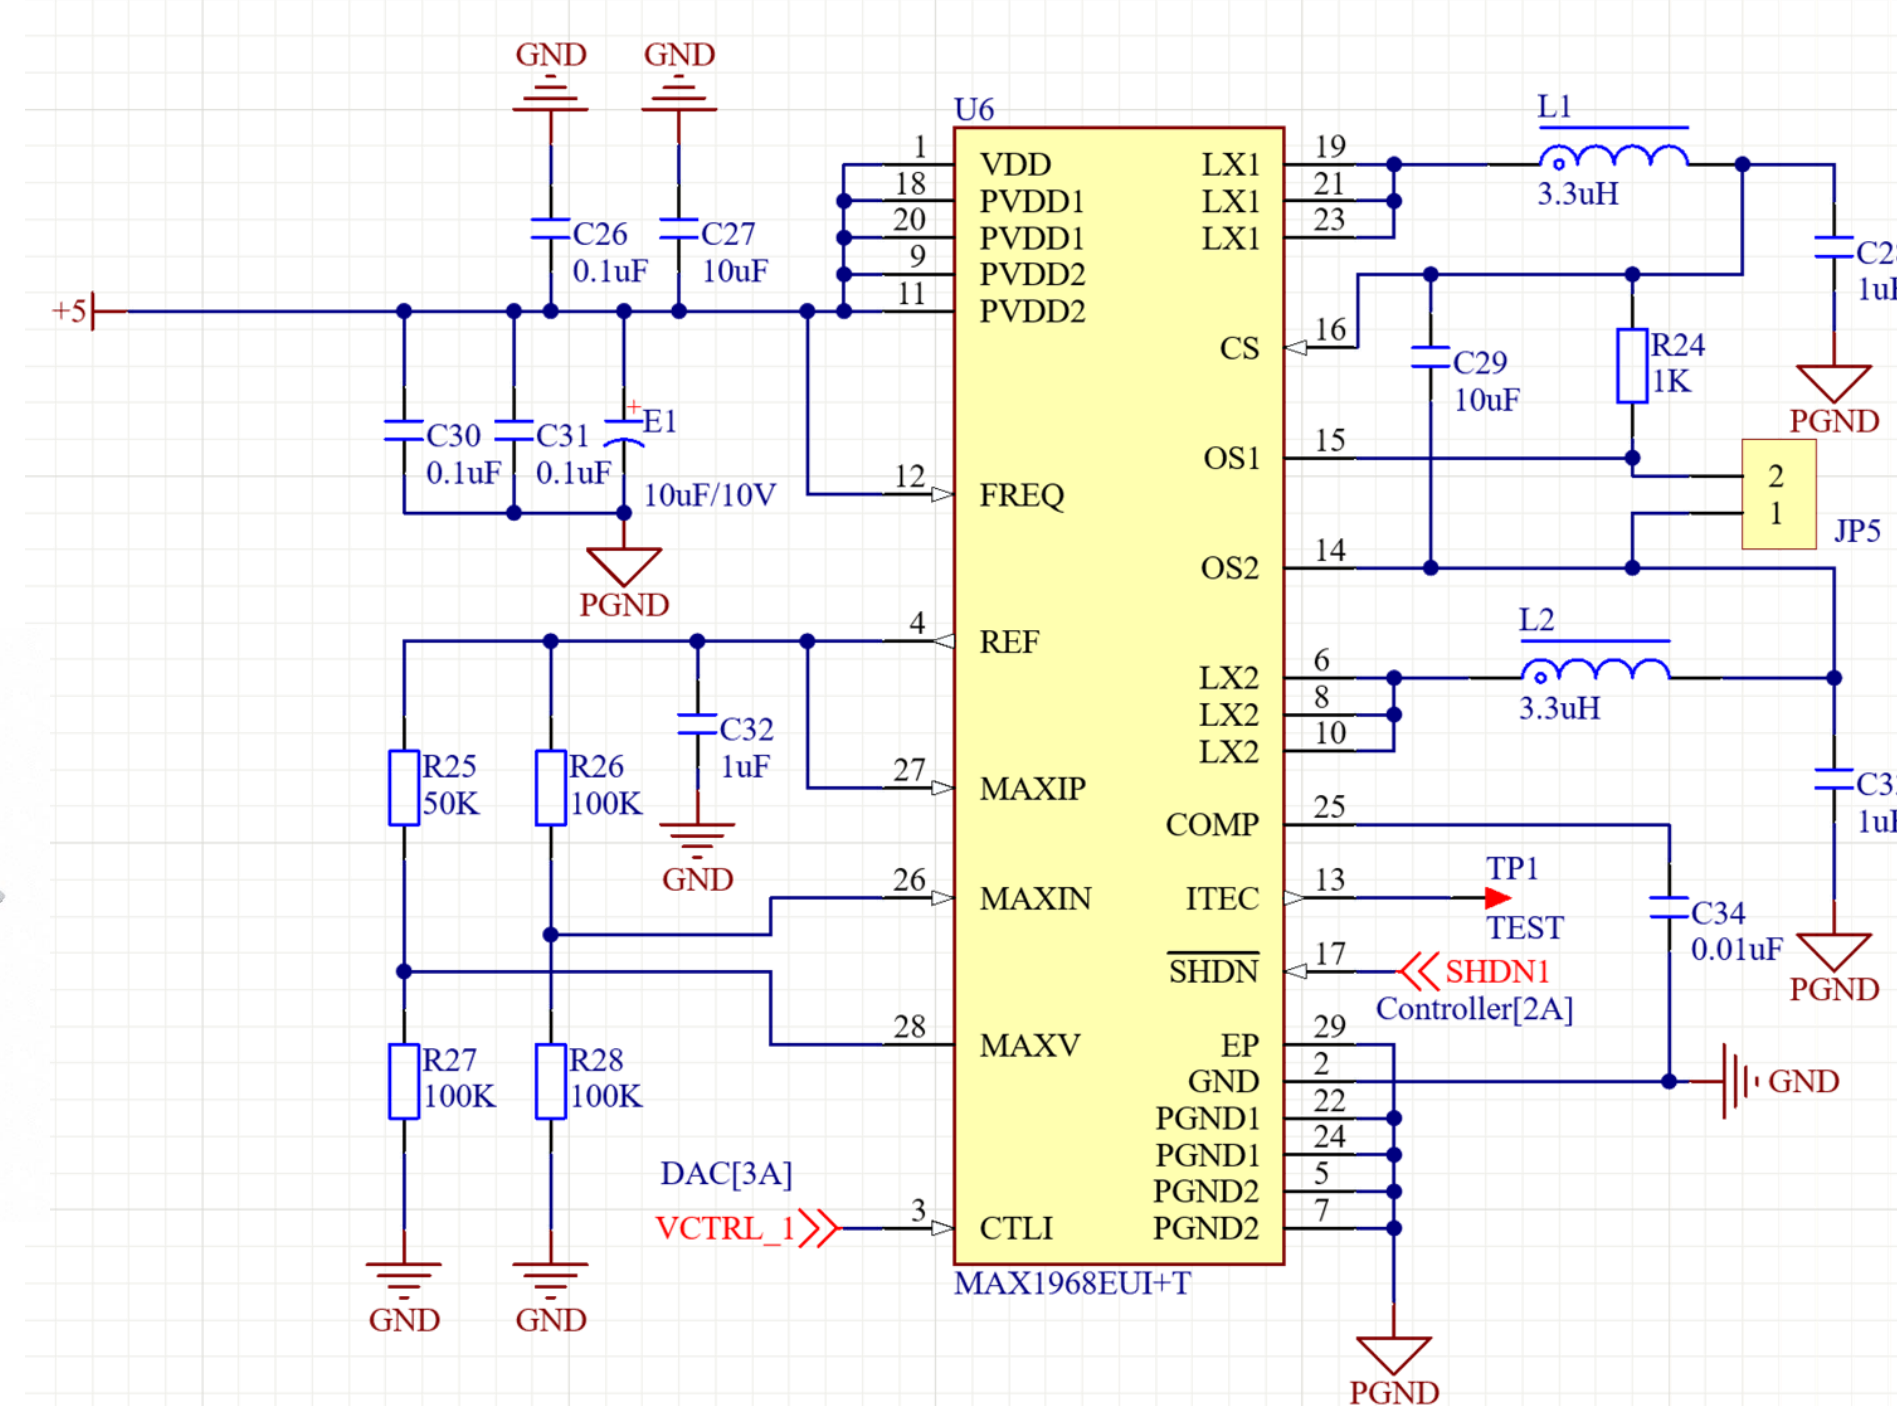 GND
GND
C26
0.1uF
C27
10uF
+5
C30
0.1uF
C31
0.1uF
+
E1
10uF/10V
PGND
R25
50K
R26
100K
C32
1uF
GND
R27
100K
R28
100K
GND
GND
DAC[3A]
VCTRL_1
U6
1
VDD
18
PVDD1
20
PVDD1
9
PVDD2
11
PVDD2
12
FREQ
4
REF
27
MAXIP
26
MAXIN
28
MAXV
3
CTLI
LX1
19
LX1
21
LX1
23
CS
16
OS1
15
OS2
14
LX2
6
LX2
8
LX2
10
COMP
25
ITEC
13
SHDN
17
EP
29
GND
2
PGND1
22
PGND1
24
PGND2
5
PGND2
7
MAX1968EUI+T
L1
3.3uH
C29
10uF
R24
1K
PGND
2
1
JP5
L2
3.3uH
TP1
TEST
C34
0.01uF
PGND
SHDN1
Controller[2A]
GND
PGND